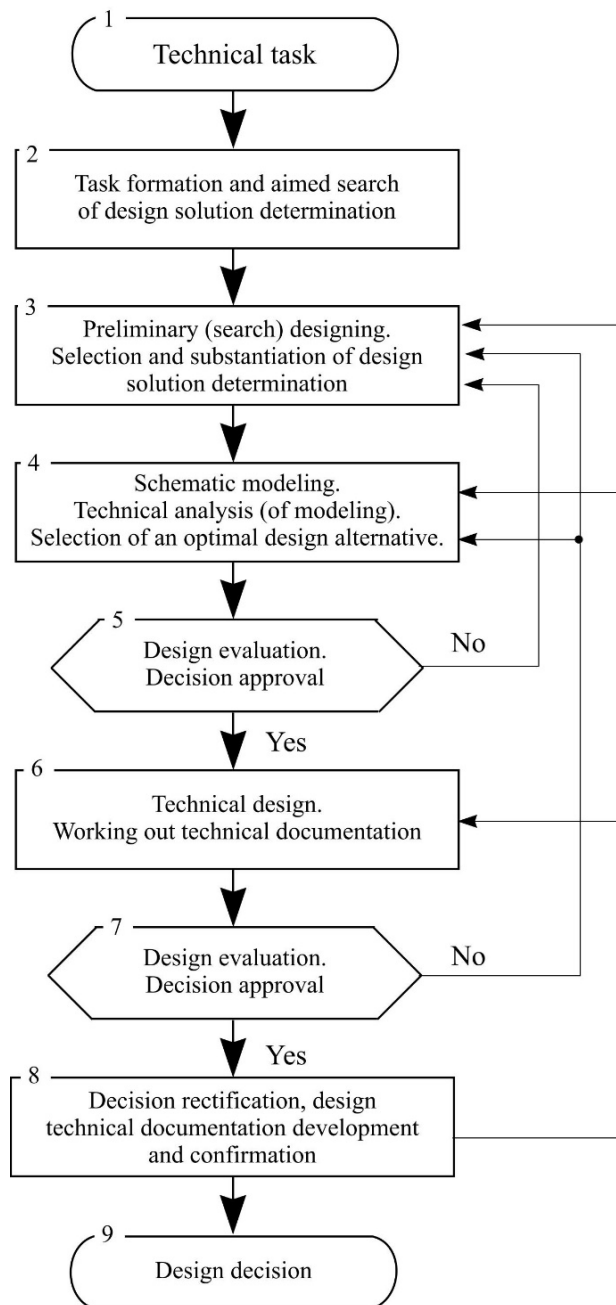 1
Technical task
2
Task formation and aimed search
of design solution determination
3
Preliminary (search) designing.
Selection and substantiation of design
solution determination
4
Schematic modeling.
Technical analysis (of modeling).
Selection of an optimal design alternative.
5
Design evaluation.
Decision approval
No
Yes
6
Technical design.
Working out technical documentation
7
Design evaluation.
Decision approval
No
Yes
8
Decision rectification, design
technical documentation development
and confirmation
9
Design decision